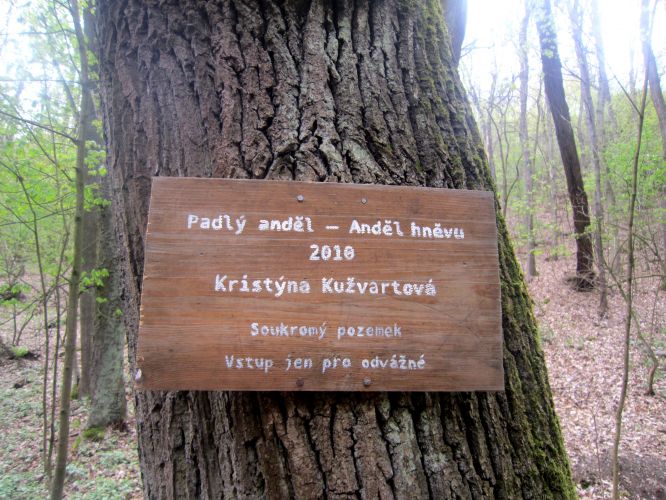 Padlý anděl — Anděl hněvu
2010
Kristýna Kužvartová
Soukromý pozemek
Vstup jen pro odvážné